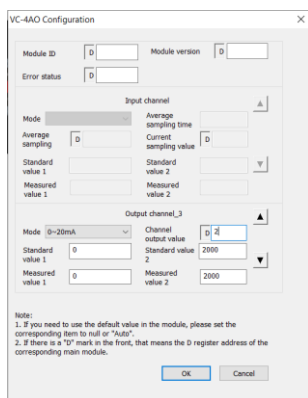 VC-4AO Configuration
Module ID D Module version D
Error status D
Input channel
Mode Average sampling time
Average sampling D Current sampling value D
Standard value 1 Standard value 2
Measured value 1 Measured value 2
Output channel_3
Mode 0~20mA Channel output value D 2
Standard value 1 0 Standard value 2 2000
Measured value 1 0 Measured value 2 2000
Note:
1. If you need to use the default value in the module, please set the
corresponding item to null or "Auto".
2. If there is a "D" mark in the front, that means the D register address of the
corresponding main module.
OK Cancel